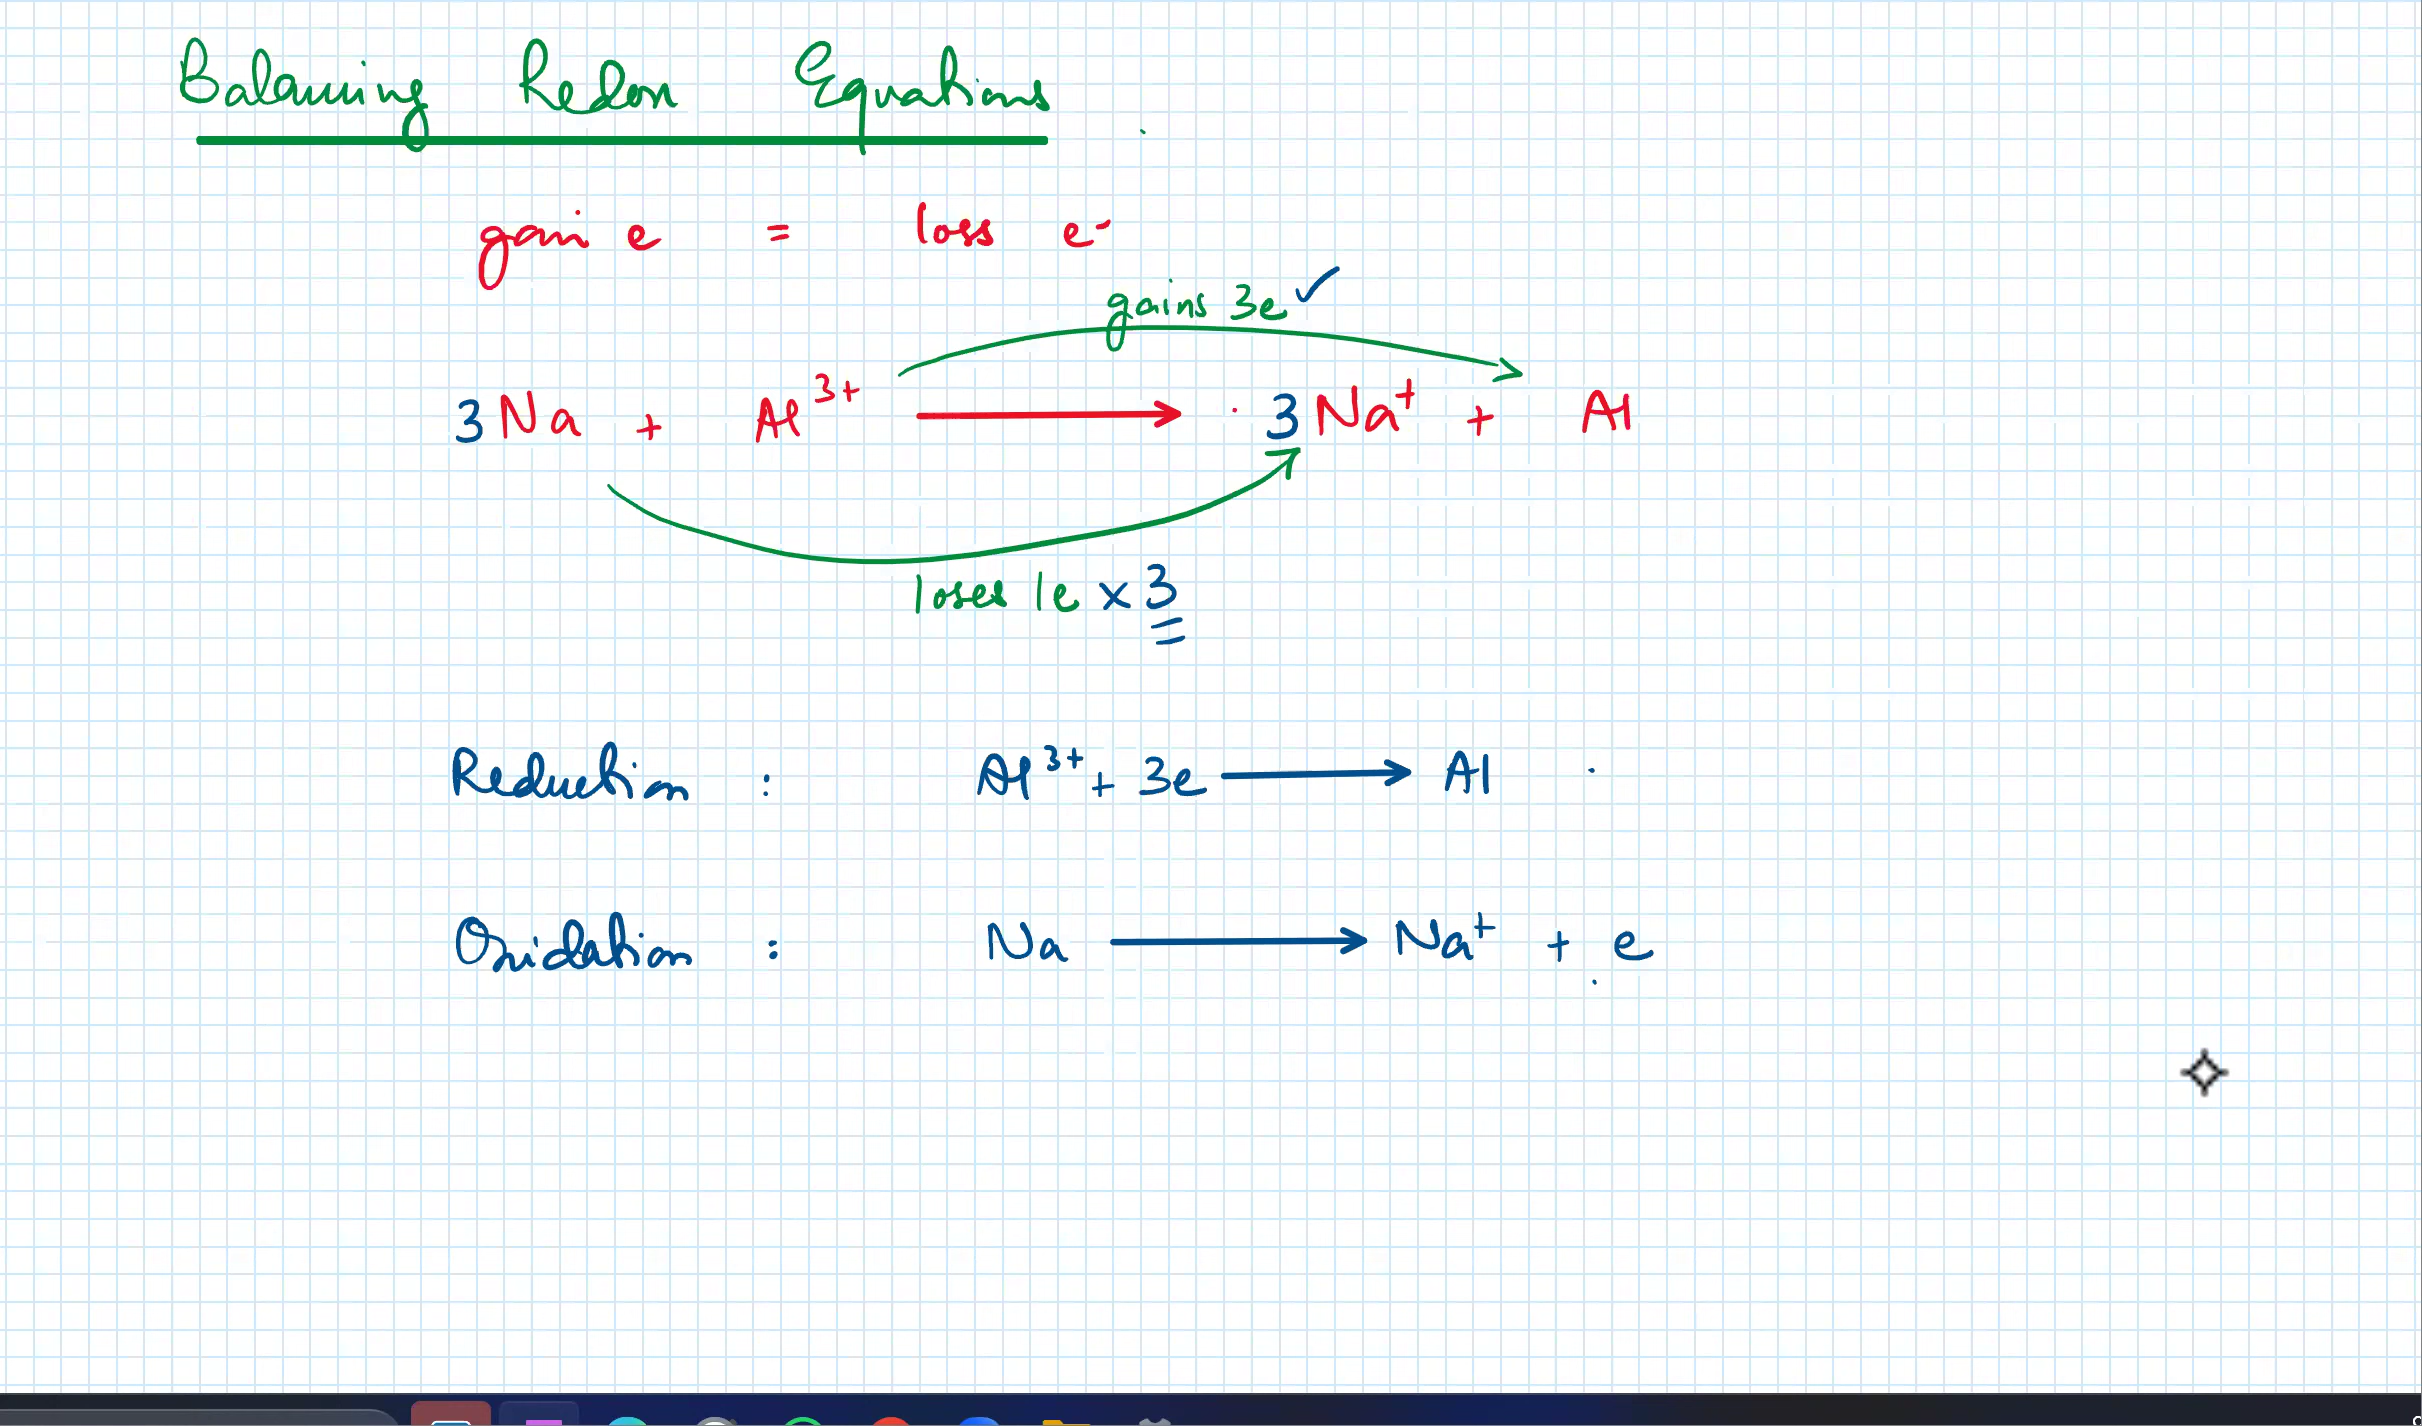 Balancing Redox Equations
gain e = loss e⁻
gains 3e ✓
3Na + Al³⁺ ⟶ 3Na⁺ + Al
loses 1e × 3
Reduction : Al³⁺ + 3e ⟶ Al
Oxidation : Na ⟶ Na⁺ + e